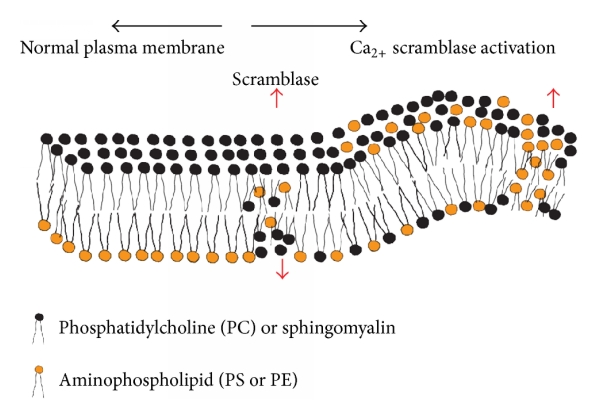 Normal plasma membrane
Ca2+ scramblase activation
Scramblase
Phosphatidylcholine (PC) or sphingomyalin
Aminophospholipid (PS or PE)